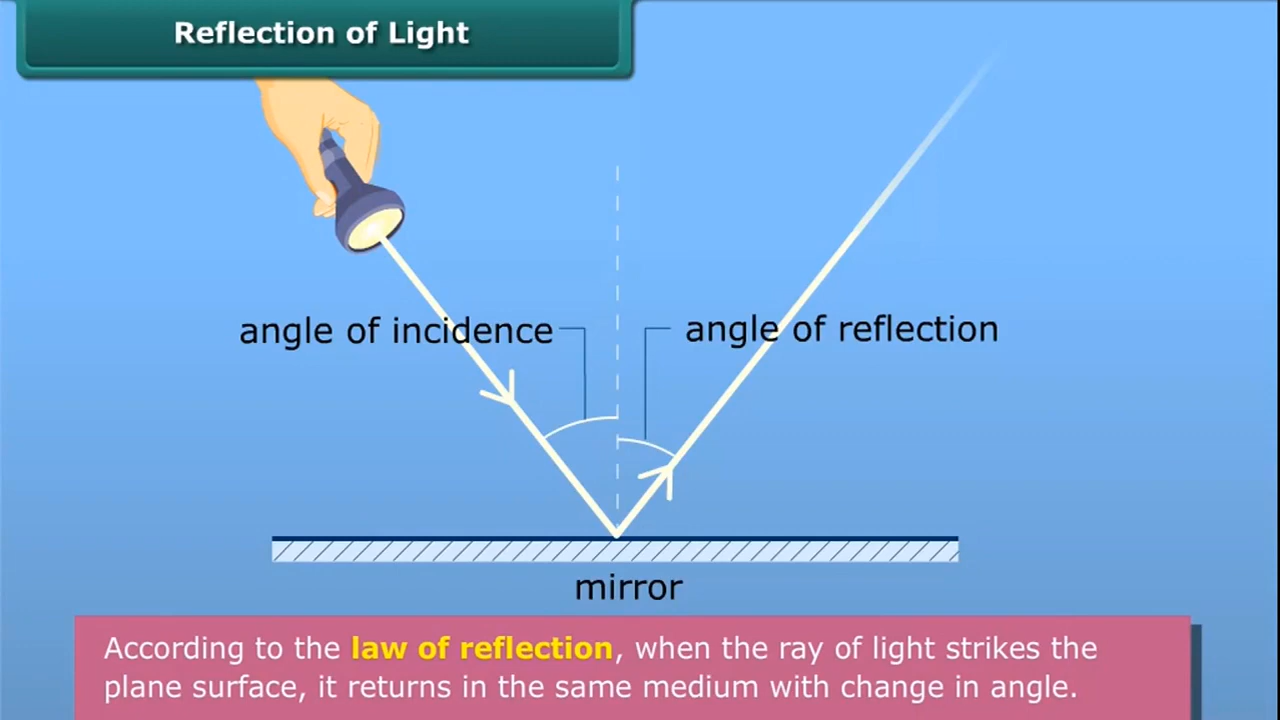 Reflection of Light
angle of incidence
angle of reflection
mirror
According to the law of reflection, when the ray of light strikes the
plane surface, it returns in the same medium with change in angle.